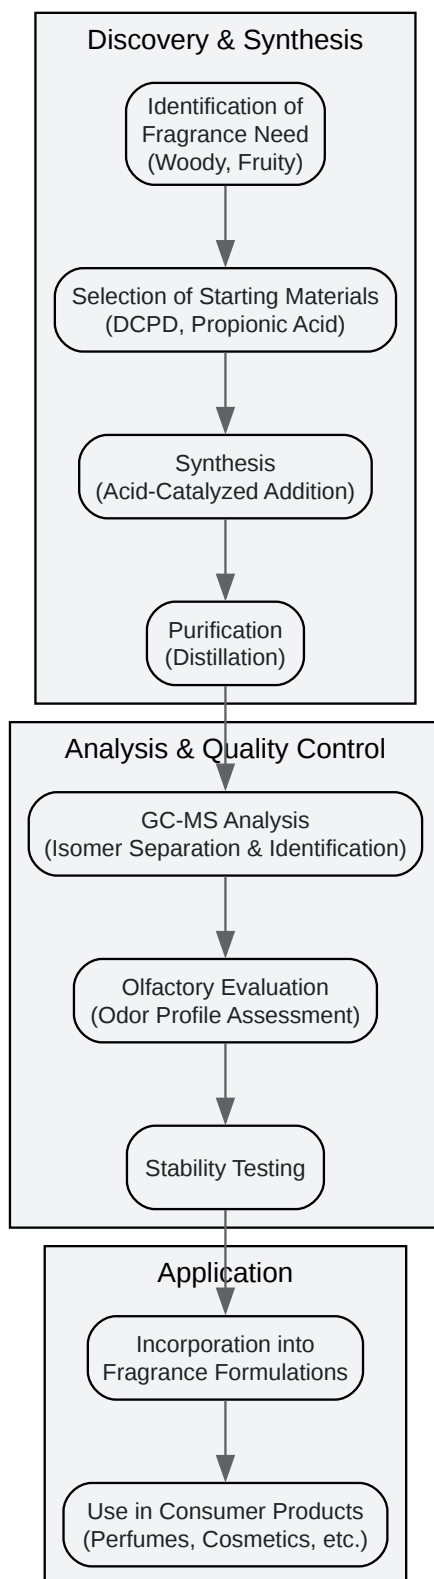 Discovery & Synthesis
Identification of
Fragrance Need
(Woody, Fruity)
Selection of Starting Materials
(DCPD, Propionic Acid)
Synthesis
(Acid-Catalyzed Addition)
Purification
(Distillation)
Analysis & Quality Control
GC-MS Analysis
(Isomer Separation & Identification)
Olfactory Evaluation
(Odor Profile Assessment)
Stability Testing
Application
Incorporation into
Fragrance Formulations
Use in Consumer Products
(Perfumes, Cosmetics, etc.)